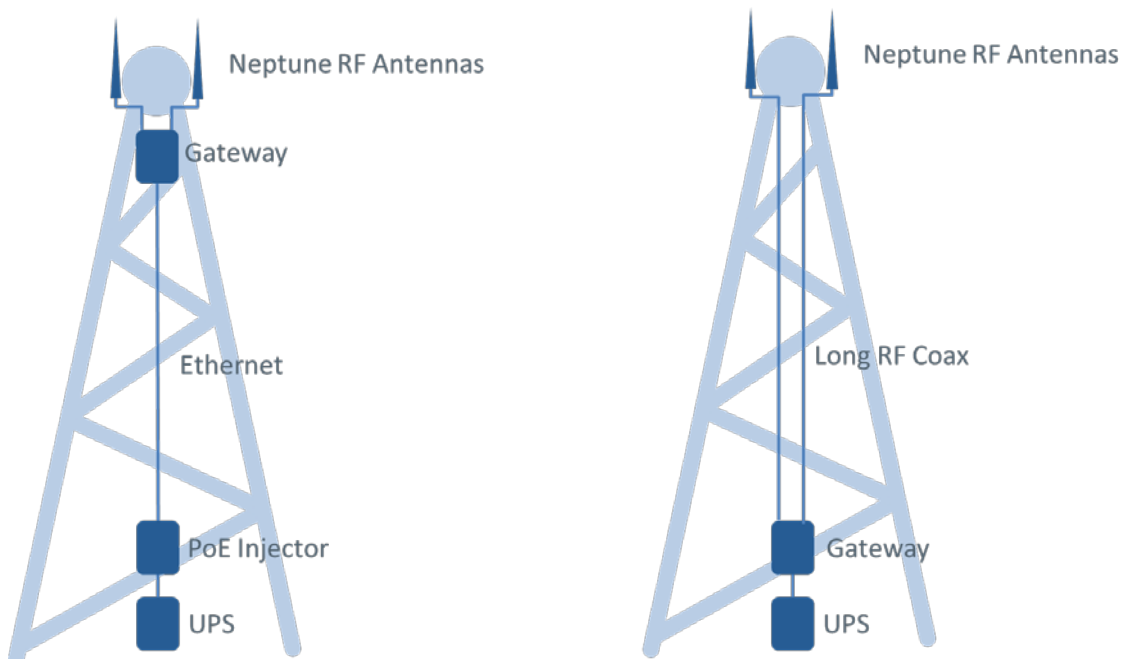 Neptune RF Antennas
Gateway
Ethernet
PoE Injector
UPS
Neptune RF Antennas
Long RF Coax
Gateway
UPS